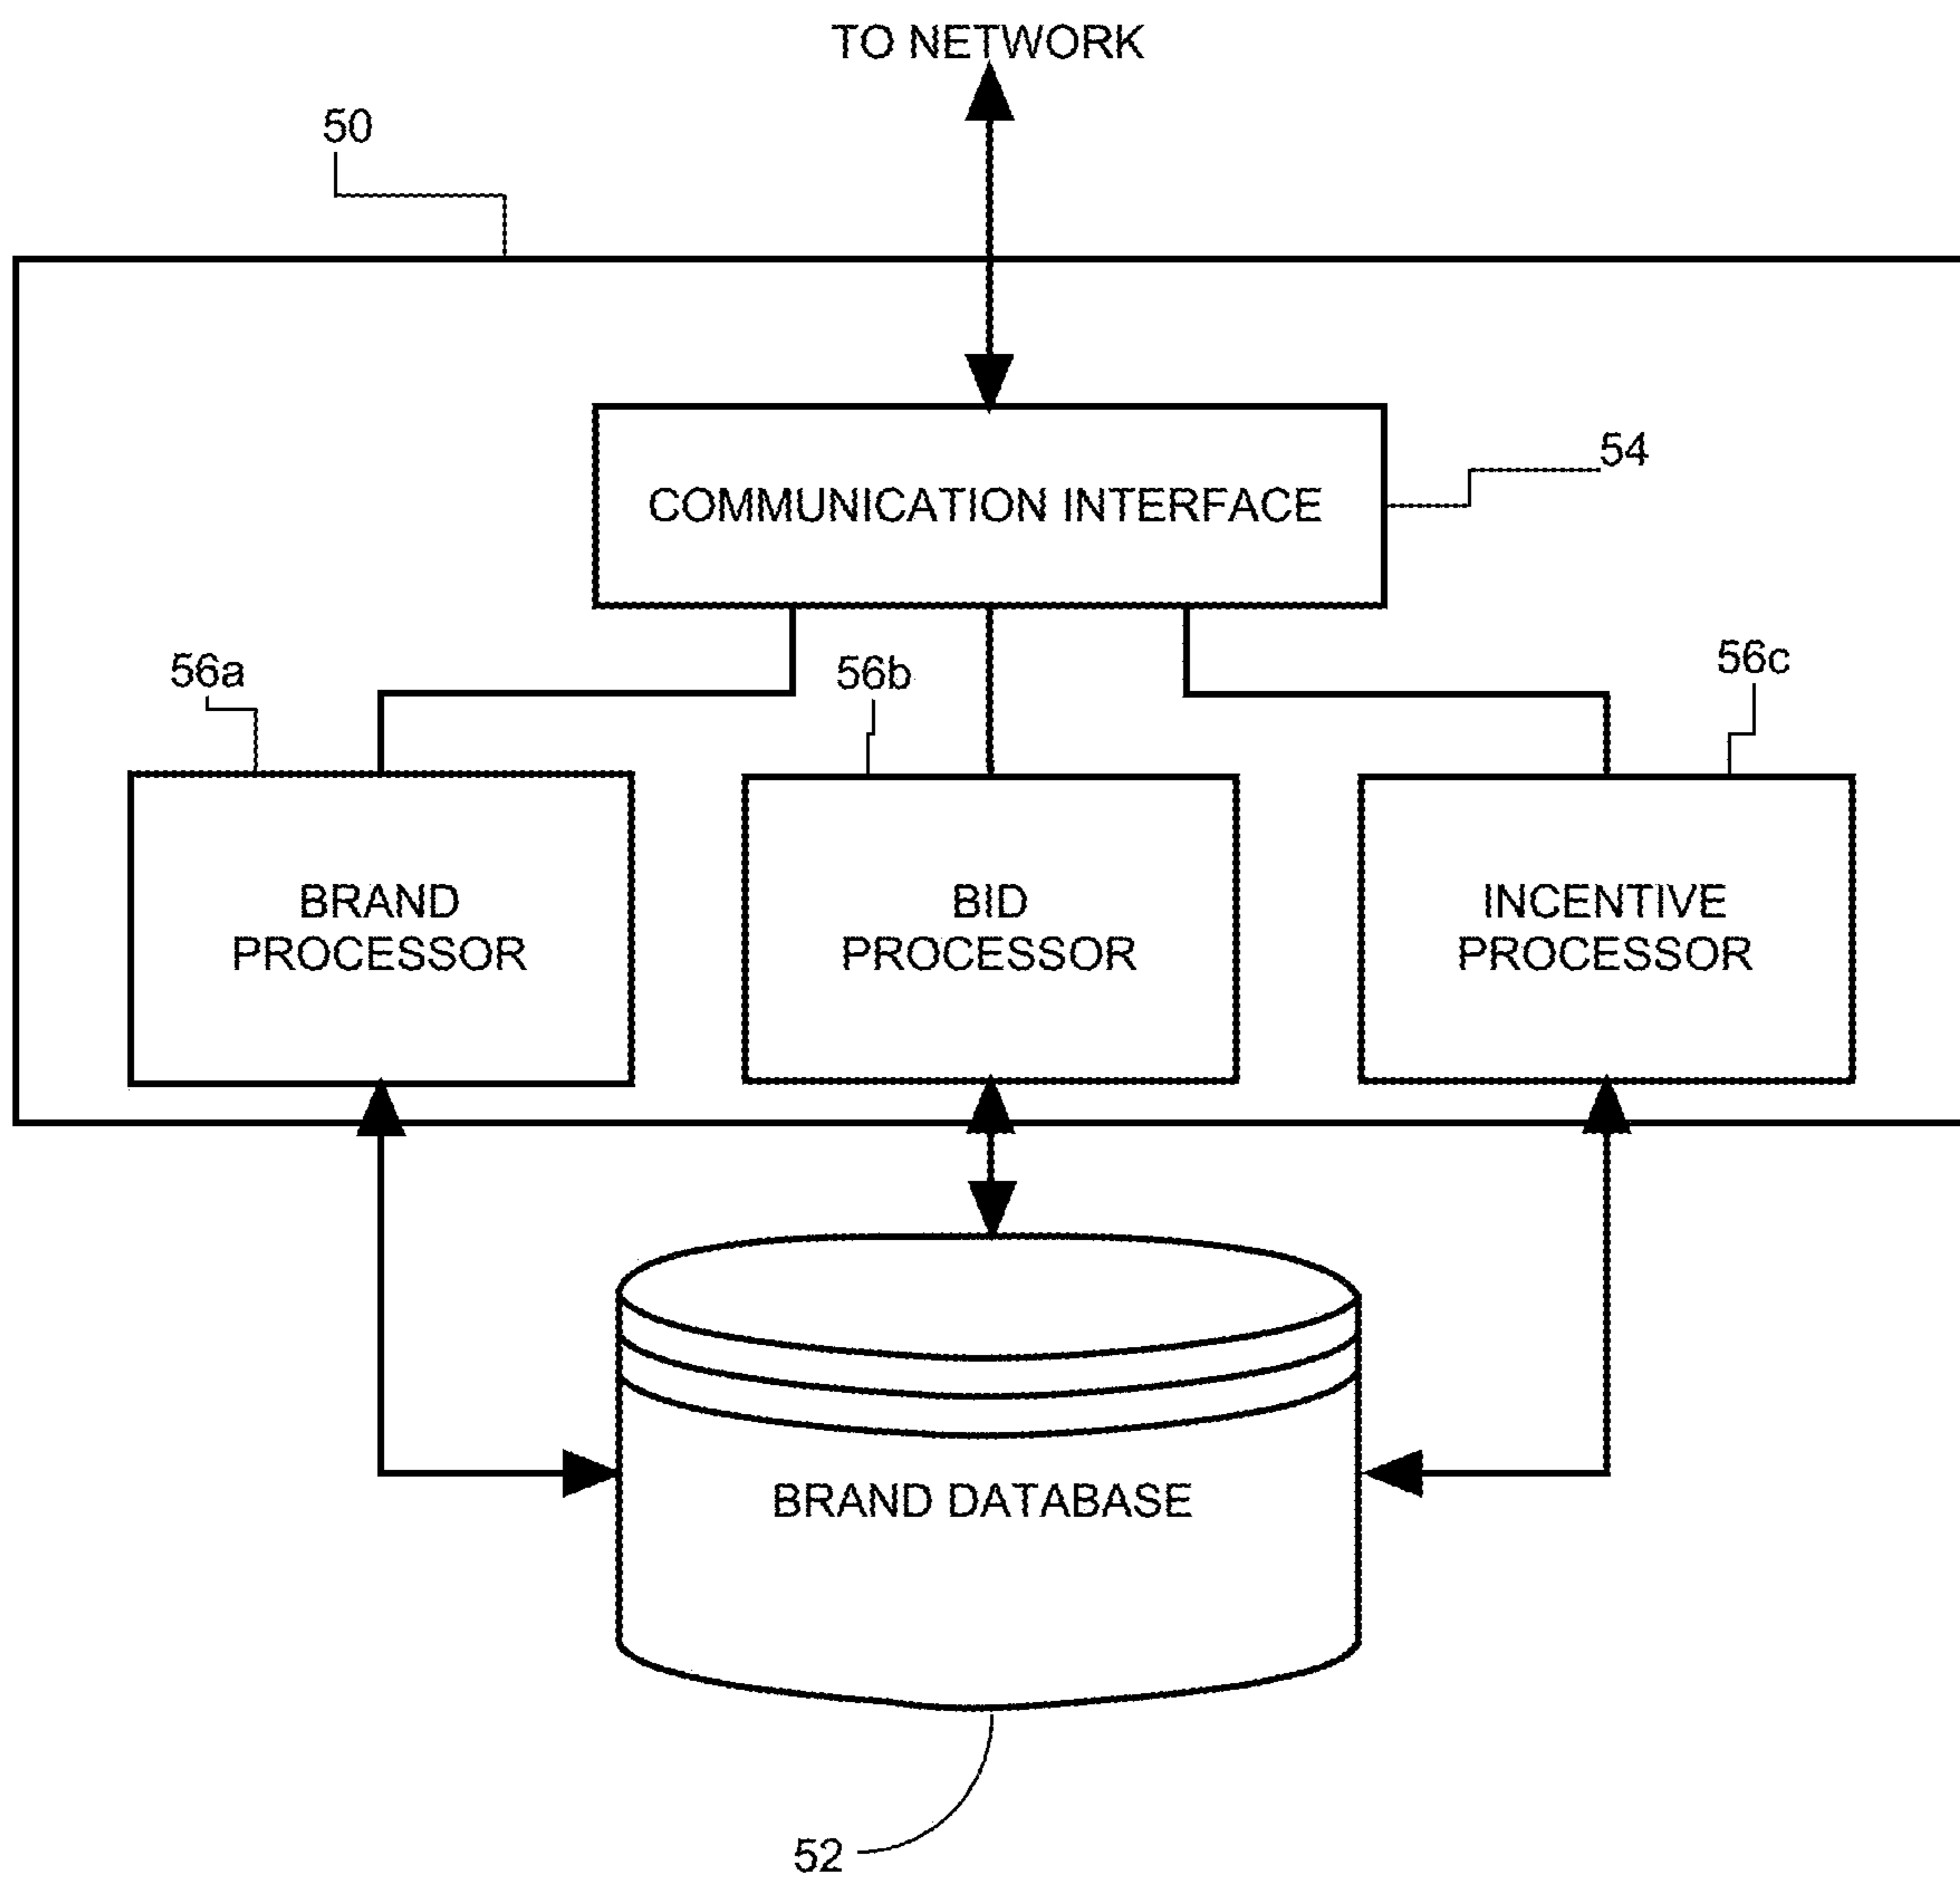 TO NETWORK
50
COMMUNICATION INTERFACE
54
56a
56b
56c
BRAND
PROCESSOR
BID
PROCESSOR
INCENTIVE
PROCESSOR
BRAND DATABASE
52